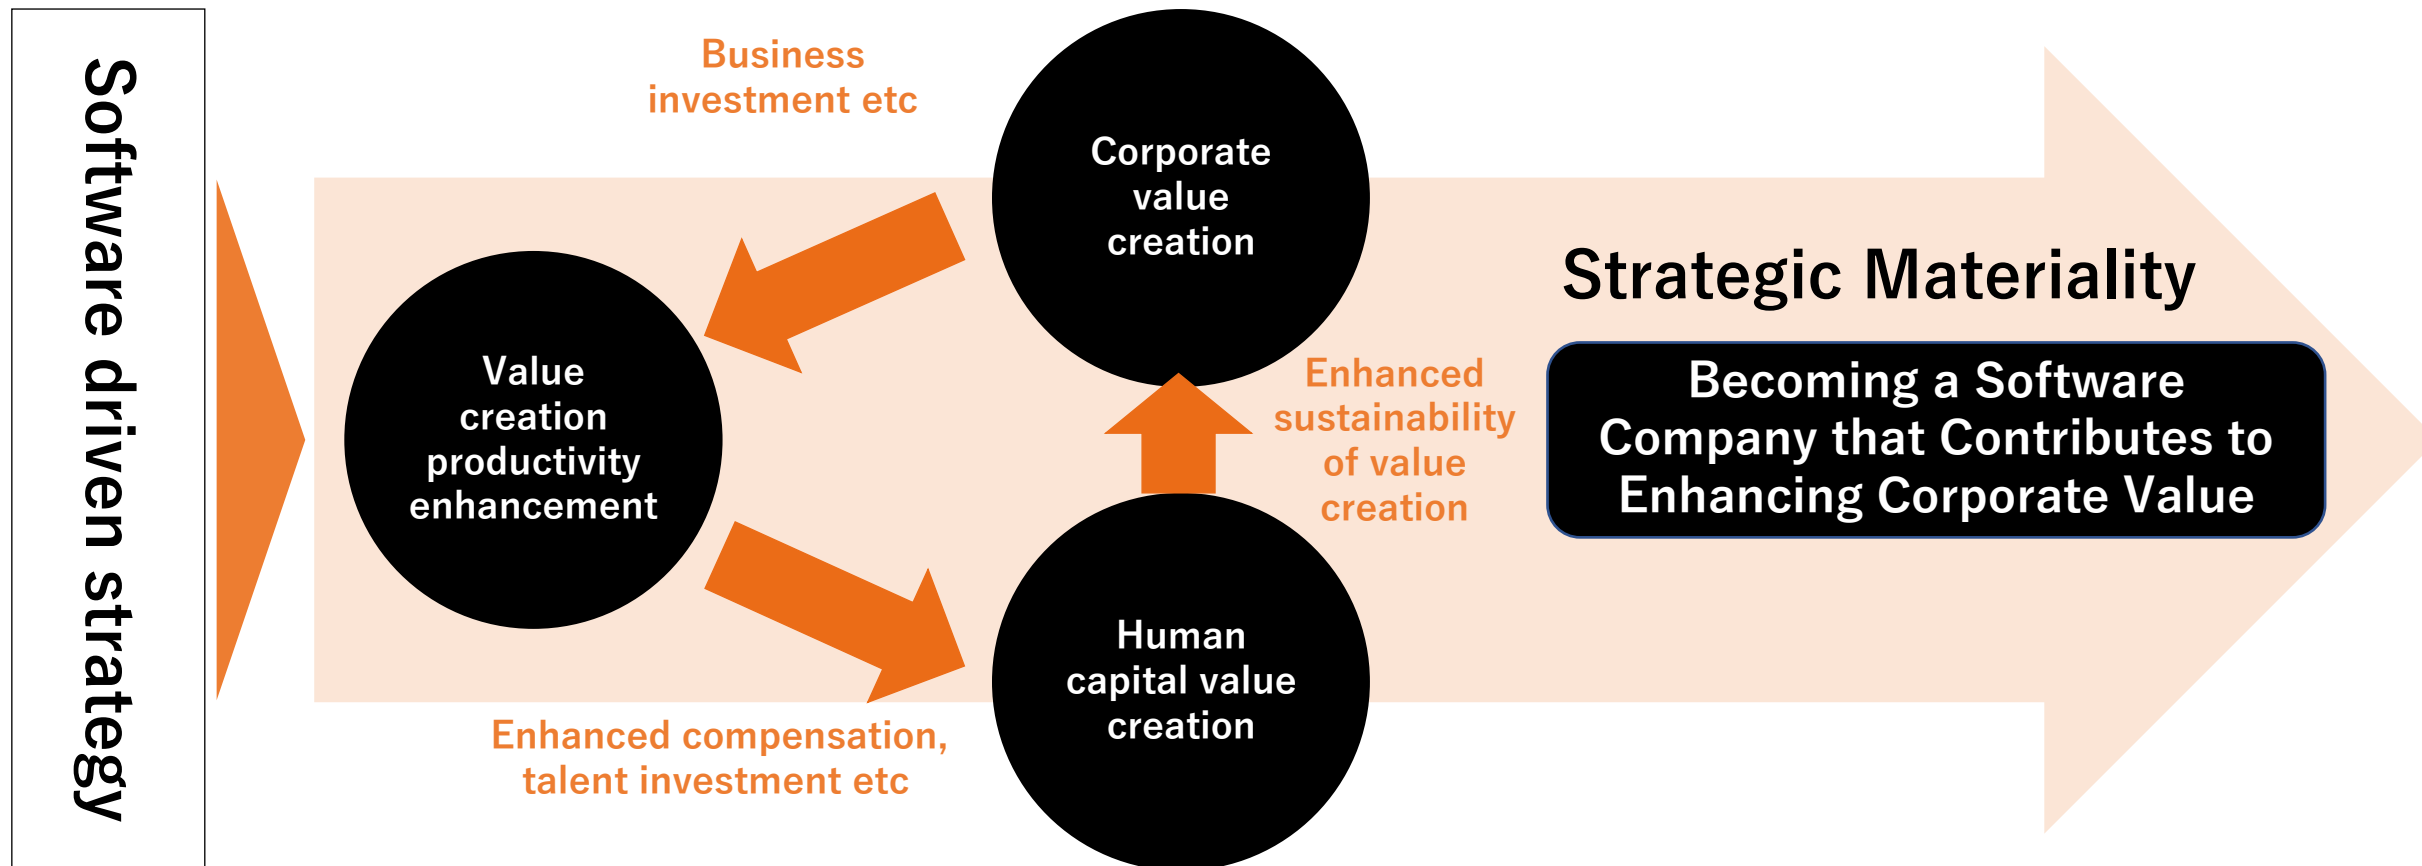 Software driven strategy
Business
investment etc
Corporate
value
creation
Value
creation
productivity
enhancement
Enhanced
sustainability
of value
creation
Enhanced compensation,
talent investment etc
Human
capital value
creation
Strategic Materiality
Becoming a Software
Company that Contributes to
Enhancing Corporate Value